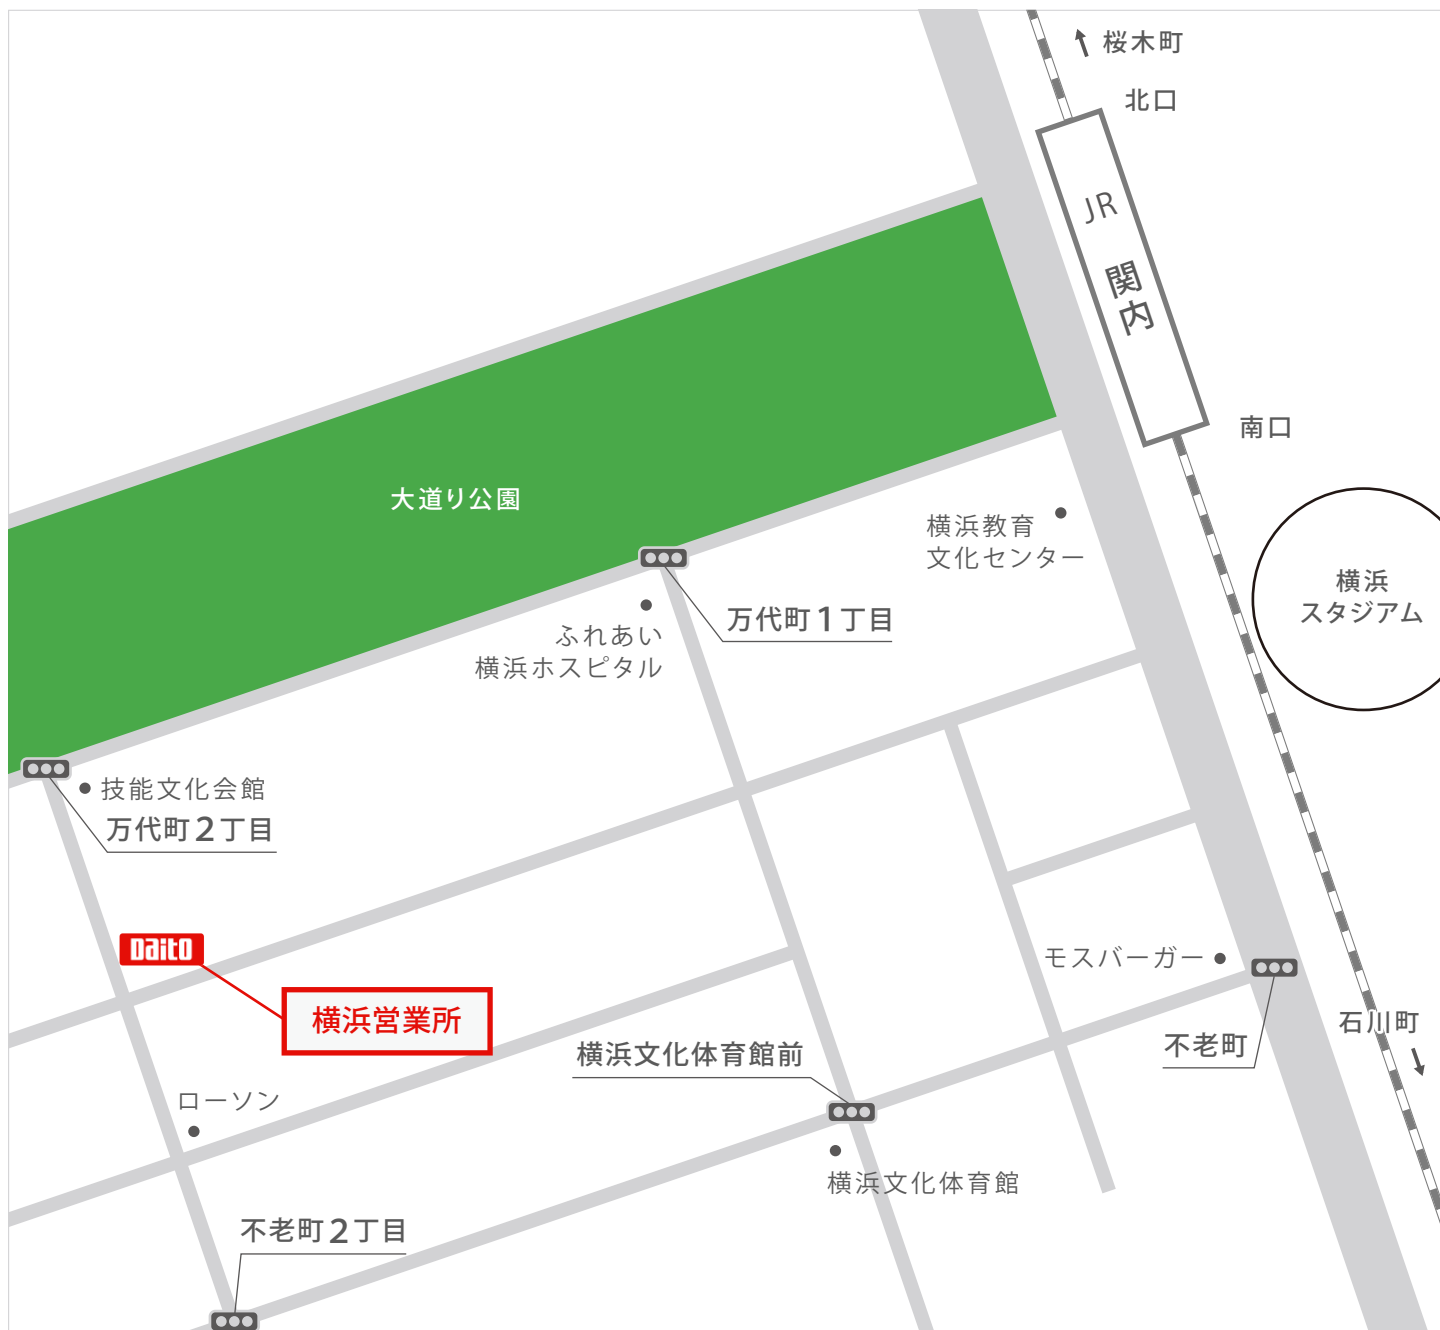 桜木町
北口
JR
関内
南口
大道り公園
横浜教育
文化センター
横浜
スタジアム
万代町1丁目
ふれあい
横浜ホスピタル
技能文化会館
万代町2丁目
Daito
横浜営業所
モスバーガー
石川町
不老町
横浜文化体育館前
ローソン
横浜文化体育館
不老町2丁目